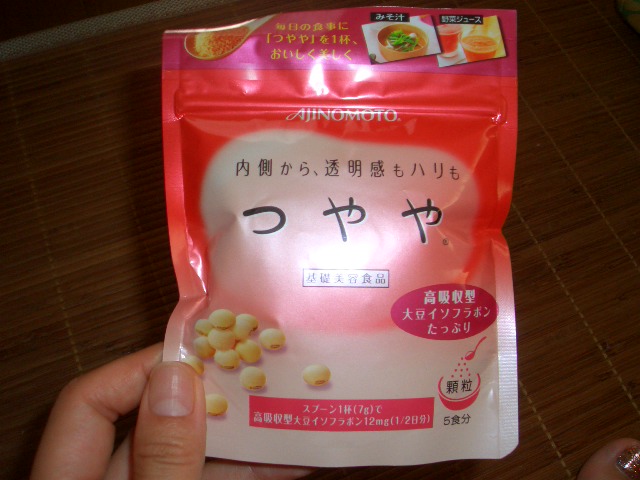 毎日の食事に
「つやや」を1杯、
おいしく美しく
みそ汁
野菜ジュース
AJINOMOTO®
内側から、透明感もハリも
つやや®
基礎美容食品
高吸収型
大豆イソフラボン
たっぷり
顆粒
5食分
スプーン1杯(7g)で
高吸収型大豆イソフラボン12mg(1/2日分)